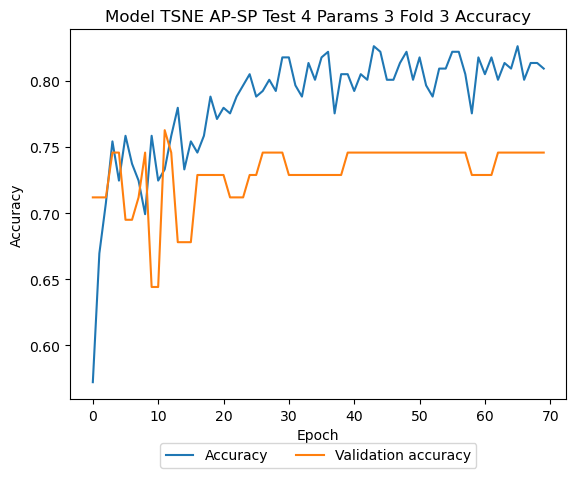 Model TSNE AP-SP Test 4 Params 3 Fold 3 Accuracy
0.80
0.75
0.70
0.65
0.60
Accuracy
0 10 20 30 40 50 60 70
Epoch
Accuracy Validation accuracy